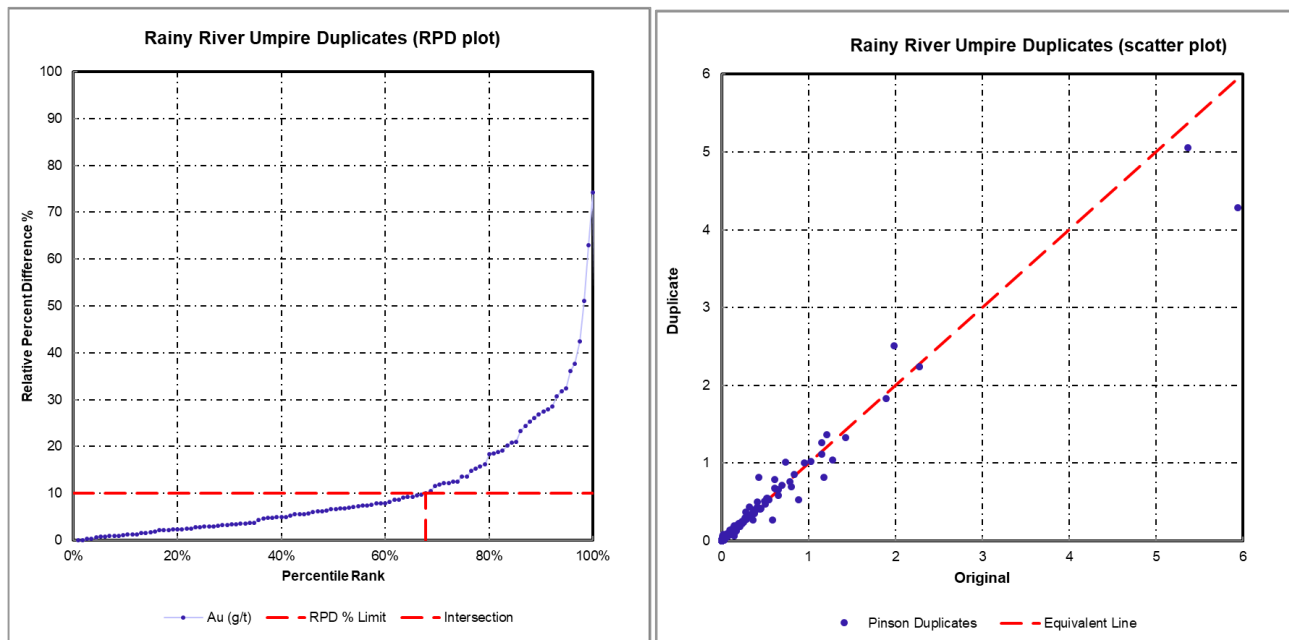 Rainy River Umpire Duplicates (RPD plot)
100
90
80
70
60
50
40
30
20
10
0
Relative Percent Difference %
0%
20%
40%
60%
80%
100%
Percentile Rank
Au (g/t)
RPD % Limit
Intersection
Rainy River Umpire Duplicates (scatter plot)
6
5
4
3
2
1
0
Duplicate
0
1
2
3
4
5
6
Original
Pinson Duplicates
Equivalent Line